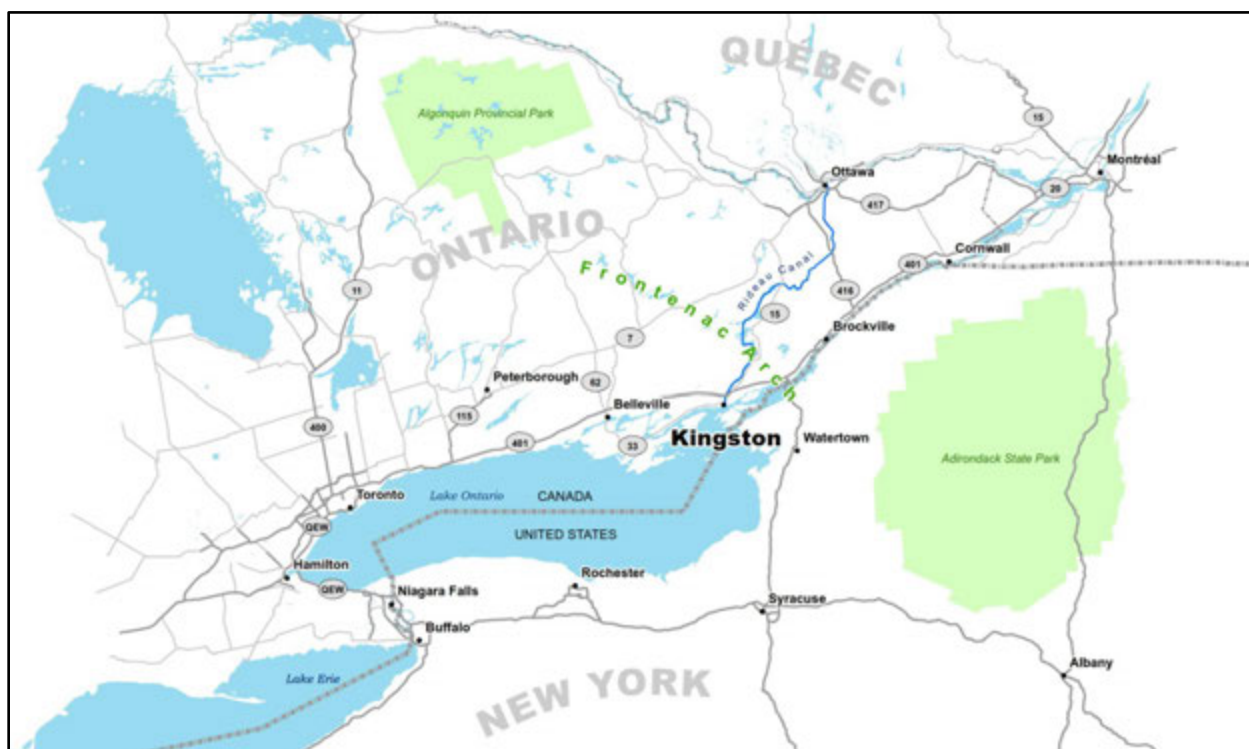 QUÉBEC
Algonquin Provincial Park
15
Montréal
Ottawa
20
417
ONTARIO
Cornwall
401
Frontenac Arch
Rideau Canal
11
416
15
Brockville
7
Peterborough
62
Belleville
115
400
401
33
Kingston
Watertown
Adirondack State Park
Lake Ontario
CANADA
Toronto
QEW
UNITED STATES
Hamilton
Rochester
QEW
Niagara Falls
Syracuse
Buffalo
Albany
Lake Erie
NEW YORK